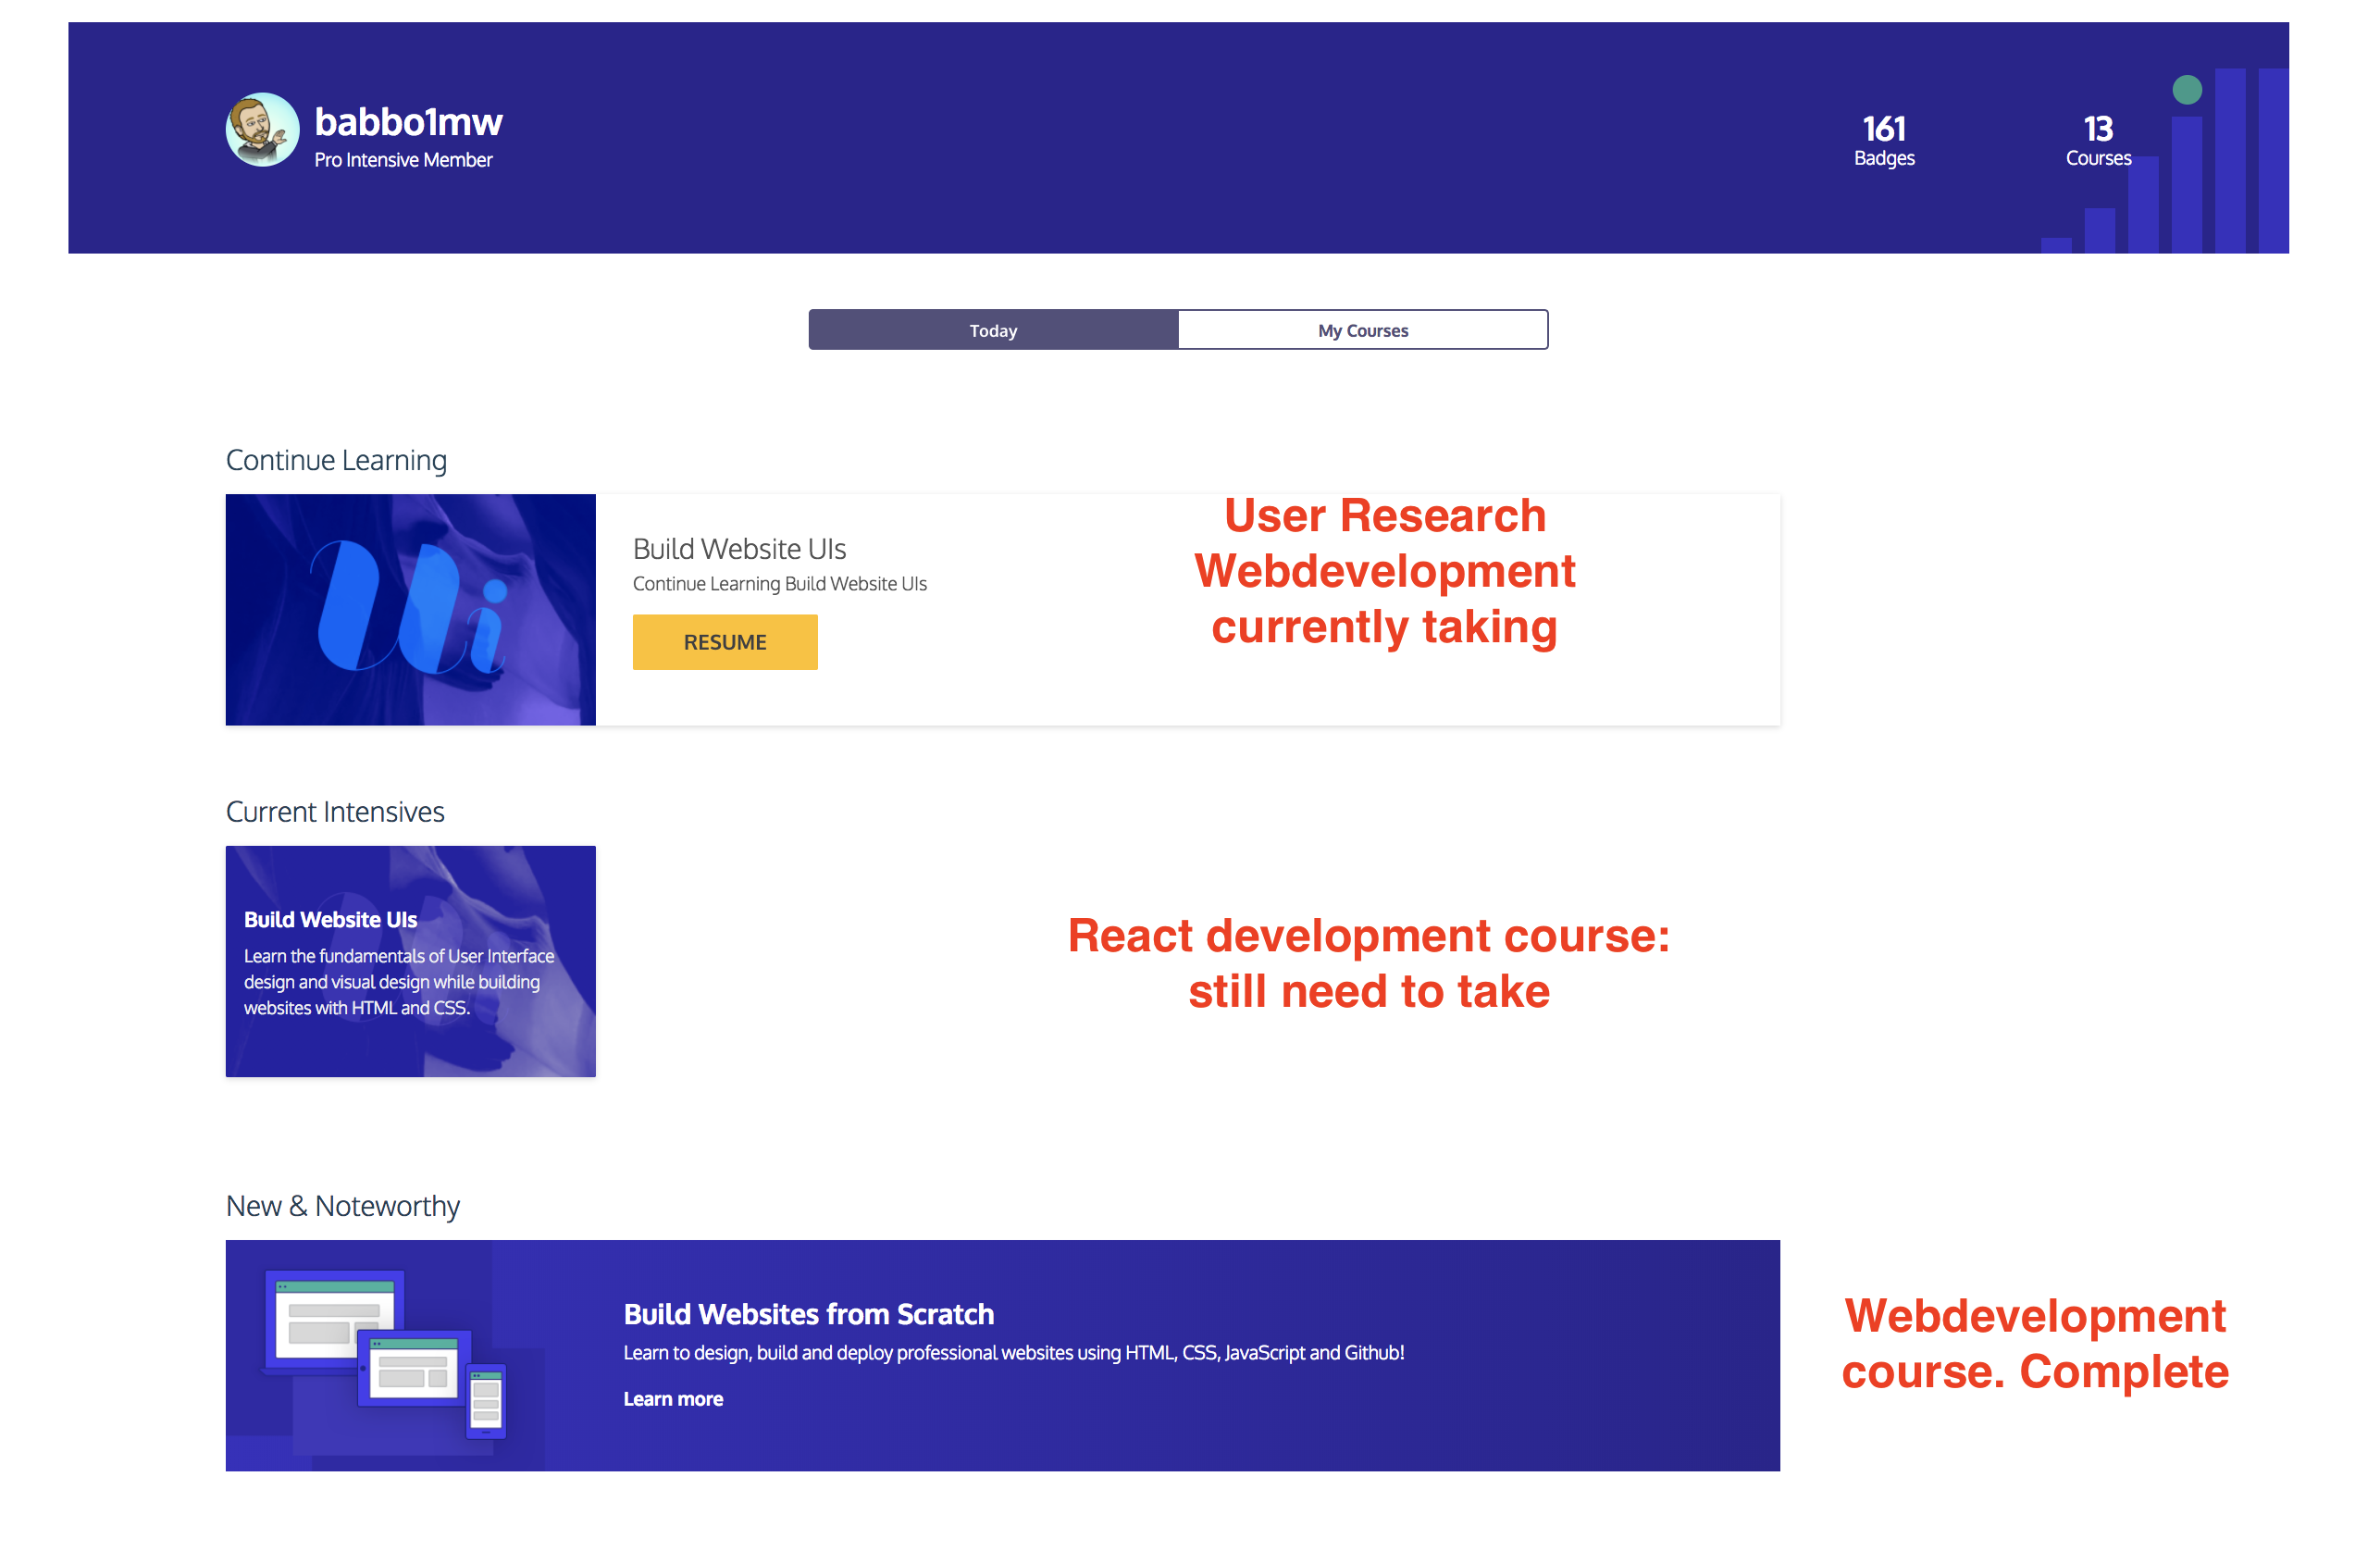 babbo1mw
Pro Intensive Member
161
Badges
13
Courses
Today
My Courses
Continue Learning
Ui
Build Website UIs
Continue Learning Build Website UIs
RESUME
User Research
Webdevelopment
currently taking
Current Intensives
Build Website UIs
Learn the fundamentals of User Interface
design and visual design while building
websites with HTML and CSS.
React development course:
still need to take
New & Noteworthy
Build Websites from Scratch
Learn to design, build and deploy professional websites using HTML, CSS, JavaScript and Github!
Learn more
Webdevelopment
course. Complete